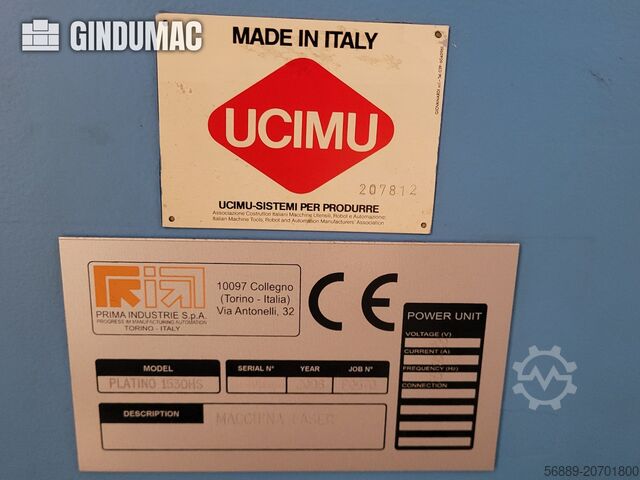 GINDUMAC
MADE IN ITALY
UCIMU
207812
UCIMU-SISTEMI PER PRODURRE
Associazione Costruttori Italiani Macchine Utensili, Robot e Automazione
Italian Machine Tools, Robot and Automation Manufacturers' Association
PRIMA INDUSTRIE S.p.A.
PROGRESS IN MANUFACTURING AUTOMATION
TORINO - ITALY
10097 Collegno
(Torino - Italia)
Via Antonelli, 32
CE
MODEL
PLATINO 1530HS
SERIAL N°
YEAR
JOB N°
DESCRIPTION
MACCHINA LASER
POWER UNIT
VOLTAGE (V)
CURRENT (A)
FREQUENCY (Hz)
CONNECTION
56889-20701800